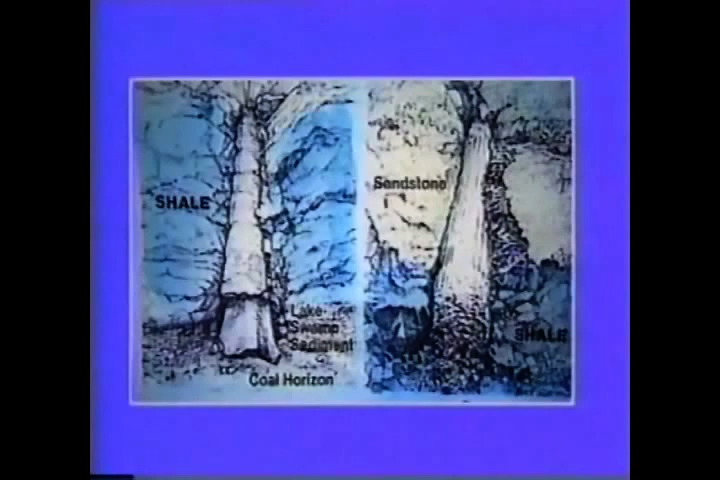 SHALE
Lake
Swamp
Sediment
Coal Horizon
Sandstone
SHALE